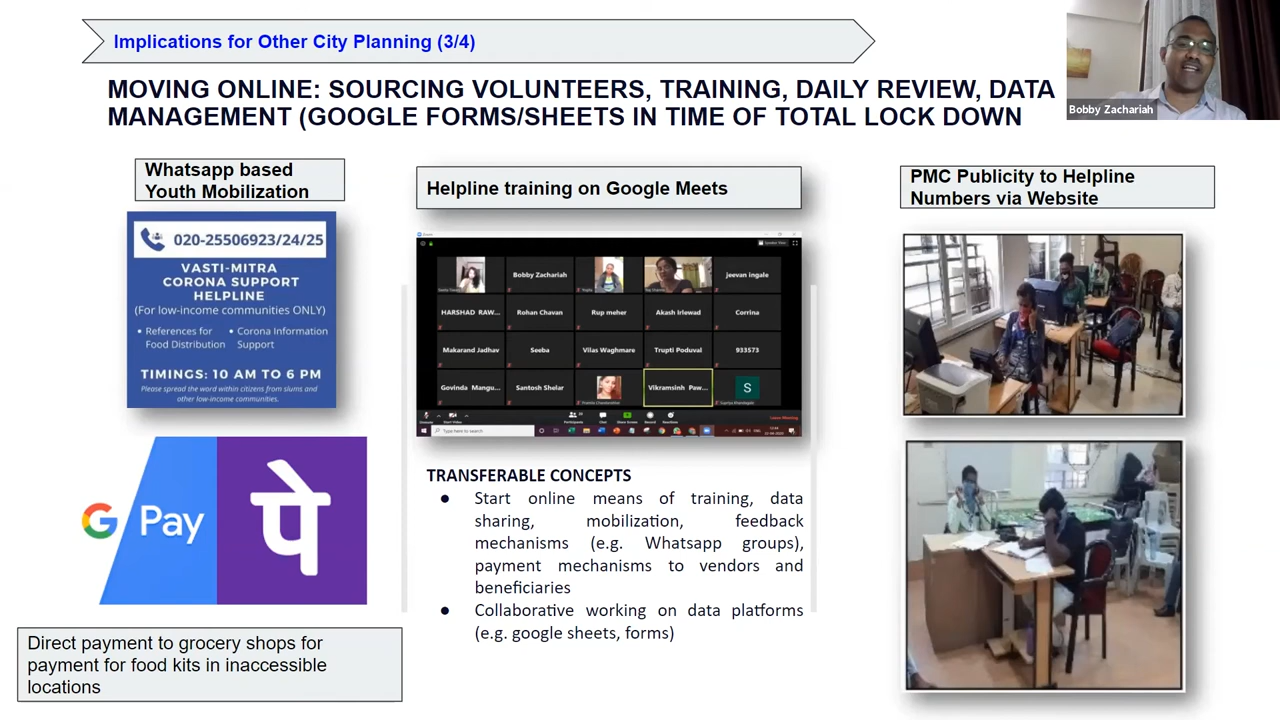 Implications for Other City Planning (3/4)
MOVING ONLINE: SOURCING VOLUNTEERS, TRAINING, DAILY REVIEW, DATA
MANAGEMENT (GOOGLE FORMS/SHEETS IN TIME OF TOTAL LOCK DOWN
Bobby Zachariah
Whatsapp based
Youth Mobilization
020-25506923/24/25
VASTI-MITRA
CORONA SUPPORT
HELPLINE
(For low-income communities ONLY)
• References for
Food Distribution
• Corona Information
Support
TIMINGS: 10 AM TO 6 PM
Please spread the word within citizens from slums and
other low-income communities.
G Pay
पे
Direct payment to grocery shops for
payment for food kits in inaccessible
locations
Helpline training on Google Meets
Bobby Zachariah
jeevan ingale
HARSHAD RAW...
Rohan Chavan
Rup meher
Akash Irlewad
Corrina
Makarand Jadhav
Seeba
Vilas Waghmare
Trupti Poduval
933573
Govinda Mangu...
Santosh Shelar
Vikramsinh Paw...
S
Type here to search
TRANSFERABLE CONCEPTS
● Start online means of training, data
sharing, mobilization, feedback
mechanisms (e.g. Whatsapp groups),
payment mechanisms to vendors and
beneficiaries
● Collaborative working on data platforms
(e.g. google sheets, forms)
PMC Publicity to Helpline
Numbers via Website